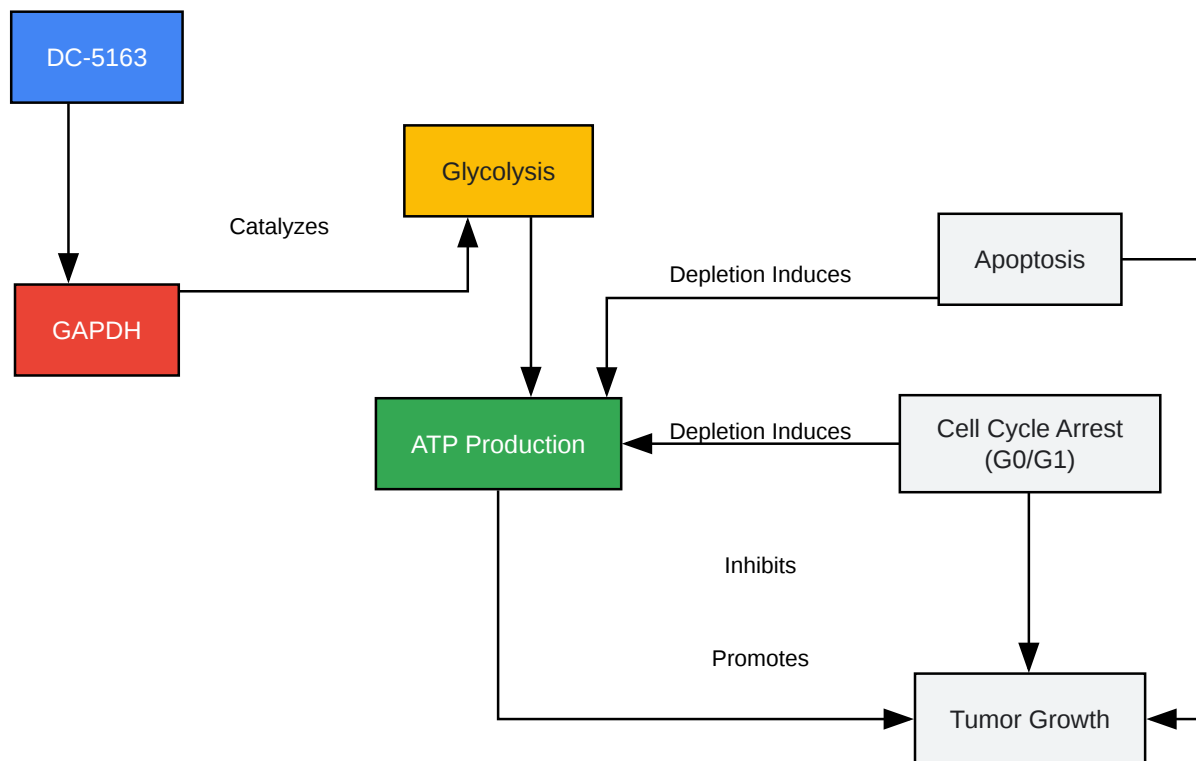 DC-5163
Glycolysis
Catalyzes
Apoptosis
Depletion Induces
GAPDH
ATP Production
Depletion Induces
Cell Cycle Arrest
(G0/G1)
Inhibits
Promotes
Tumor Growth